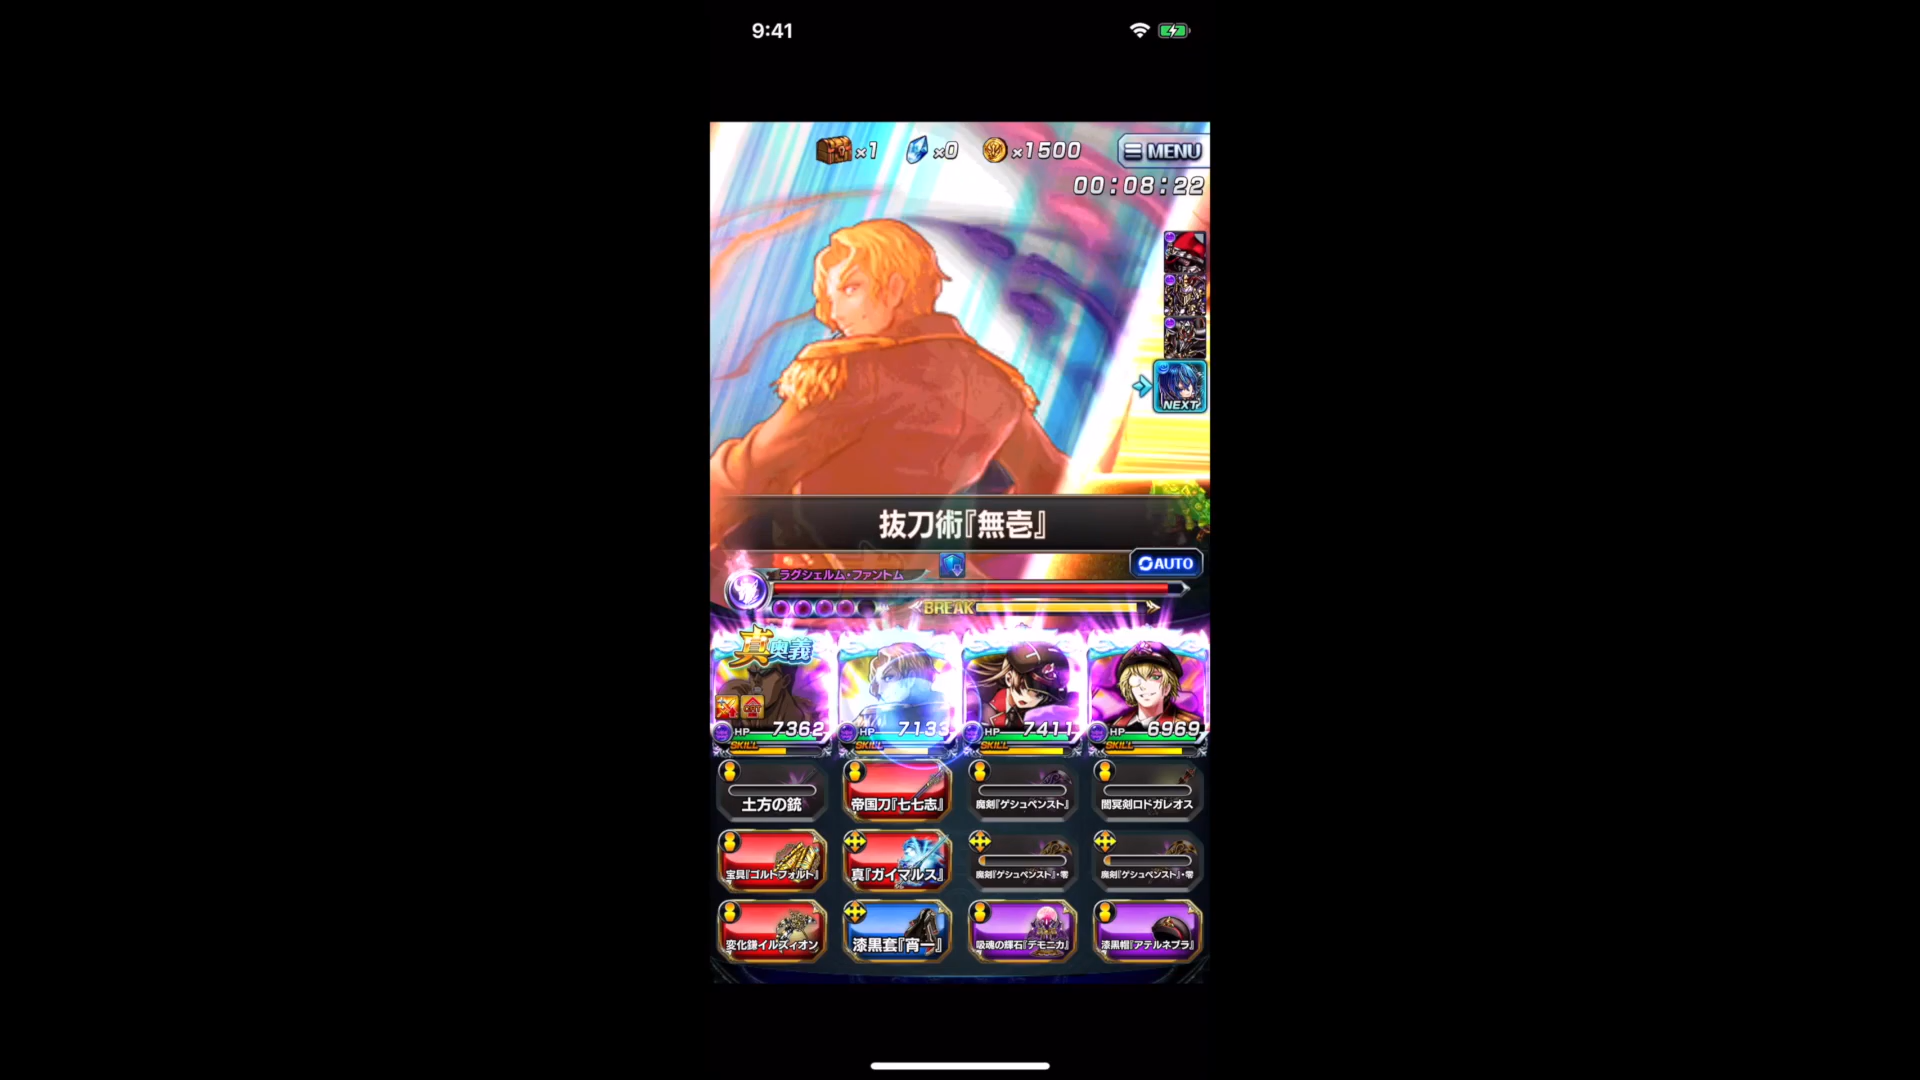 9:41
×1
×0
×1500
MENU
00:08:22
NEXT
抜刀術『無壱』
AUTO
ラグシェルム・ファントム
BREAK
真奥義
HP 7362
HP 7133
HP 7411
HP 6969
SKILL
SKILL
SKILL
SKILL
土方の銃
帝国刀『七七志』
魔剣『ゲシュペンスト』
閻冥剣ロドガレオス
宝具『ゴルトフォルト』
真『ガイマルス』
魔剣『ゲシュペンスト』・零
魔剣『ゲシュペンスト』・零
変化鎌イルズィオン
漆黒套『宵一』
吸魂の輝石『デモニカ』
漆黒帽『アテルネブラ』